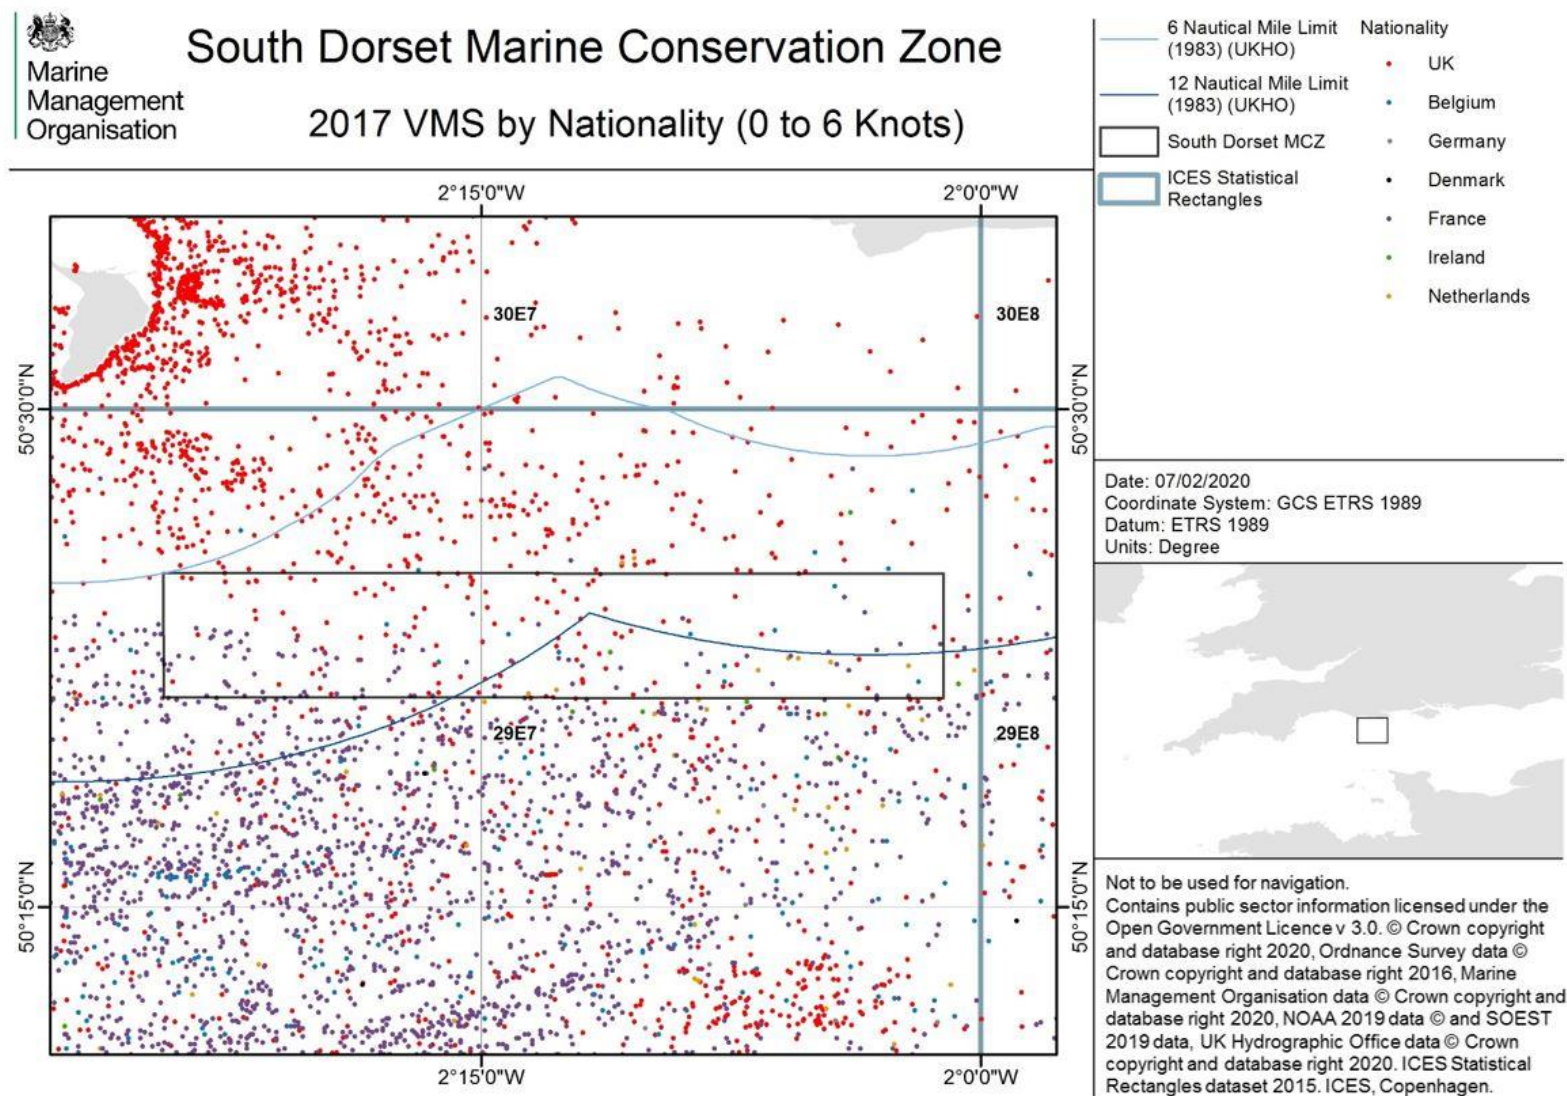 Marine
Management
Organisation
South Dorset Marine Conservation Zone
2017 VMS by Nationality (0 to 6 Knots)
6 Nautical Mile Limit
(1983) (UKHO)
12 Nautical Mile Limit
(1983) (UKHO)
South Dorset MCZ
ICES Statistical
Rectangles
Nationality
UK
Belgium
Germany
Denmark
France
Ireland
Netherlands
2°15'0"W
2°0'0"W
30E7
30E8
50°30'0"N
50°30'0"N
29E7
29E8
50°15'0"N
50°15'0"N
2°15'0"W
2°0'0"W
Date: 07/02/2020
Coordinate System: GCS ETRS 1989
Datum: ETRS 1989
Units: Degree
Not to be used for navigation.
Contains public sector information licensed under the
Open Government Licence v 3.0. © Crown copyright
and database right 2020, Ordnance Survey data ©
Crown copyright and database right 2016, Marine
Management Organisation data © Crown copyright and
database right 2020, NOAA 2019 data © and SOEST
2019 data, UK Hydrographic Office data © Crown
copyright and database right 2020. ICES Statistical
Rectangles dataset 2015. ICES, Copenhagen.